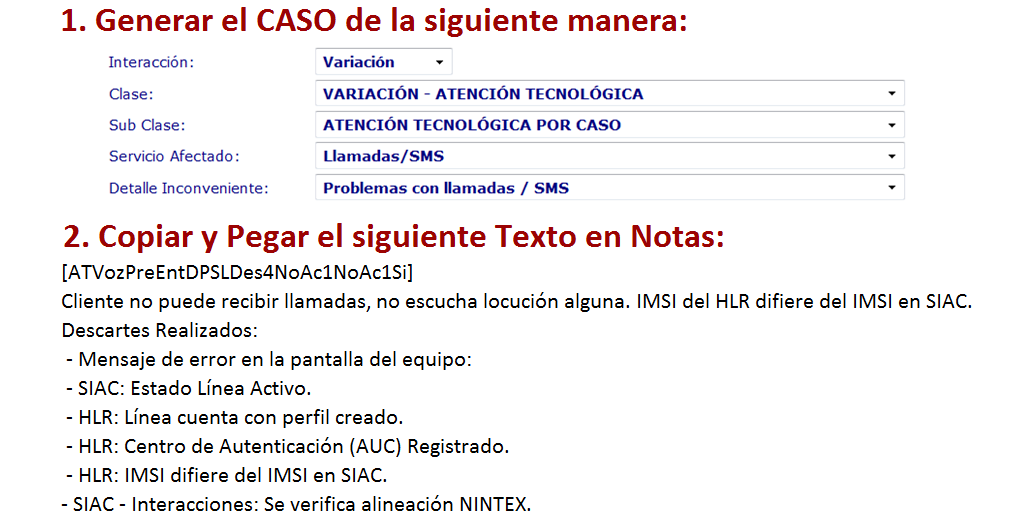 1. Generar el CASO de la siguiente manera:
Interacción: Variación
Clase: VARIACIÓN - ATENCIÓN TECNOLÓGICA
Sub Clase: ATENCIÓN TECNOLÓGICA POR CASO
Servicio Afectado: Llamadas/SMS
Detalle Inconveniente: Problemas con llamadas / SMS
2. Copiar y Pegar el siguiente Texto en Notas:
[ATVozPreEntDPSLDes4NoAc1NoAc1Si]
Cliente no puede recibir llamadas, no escucha locución alguna. IMSI del HLR difiere del IMSI en SIAC.
Descartes Realizados:
- Mensaje de error en la pantalla del equipo:
- SIAC: Estado Línea Activo.
- HLR: Línea cuenta con perfil creado.
- HLR: Centro de Autenticación (AUC) Registrado.
- HLR: IMSI difiere del IMSI en SIAC.
- SIAC - Interacciones: Se verifica alineación NINTEX.